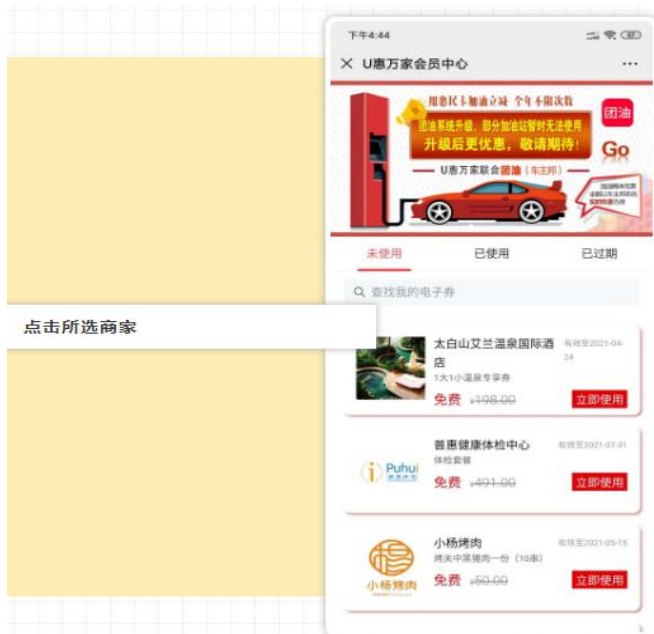 下午4:44
U惠万家会员中心
用惠民卡加油立减 全年不限次数
团油系统升级，部分加油站暂时无法使用
升级后更优惠，敬请期待！
团油
Go
U惠万家联合团油（车主邦）
未使用
已使用
已过期
查找我的电子券
点击所选商家
太白山艾兰温泉国际酒店
有效至2021-04-24
1大1小温泉专享券
免费 ¥198.00
立即使用
普惠健康体检中心
有效至2021-07-31
体检套餐
Puhui
免费 ¥491.00
立即使用
小杨烤肉
有效至2021-05-15
烤关中黑猪肉一份（10串）
小杨烤肉
免费 ¥50.00
立即使用